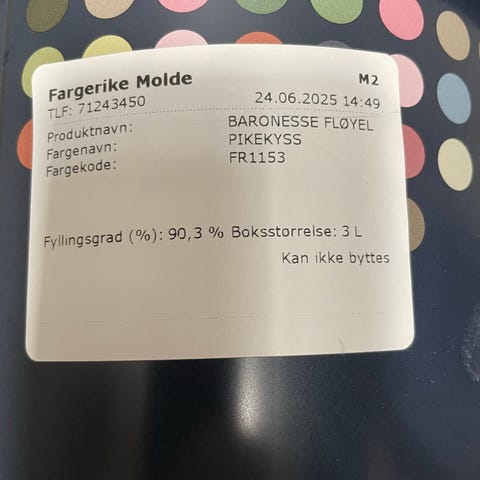 Fargerike Molde M2
TLF: 71243450 24.06.2025 14:49
Produktnavn: BARONESSE FLØYEL
Fargenavn: PIKEKYSS
Fargekode: FR1153
Fyllingsgrad (%): 90,3 % Boksstørrelse: 3 L
Kan ikke byttes